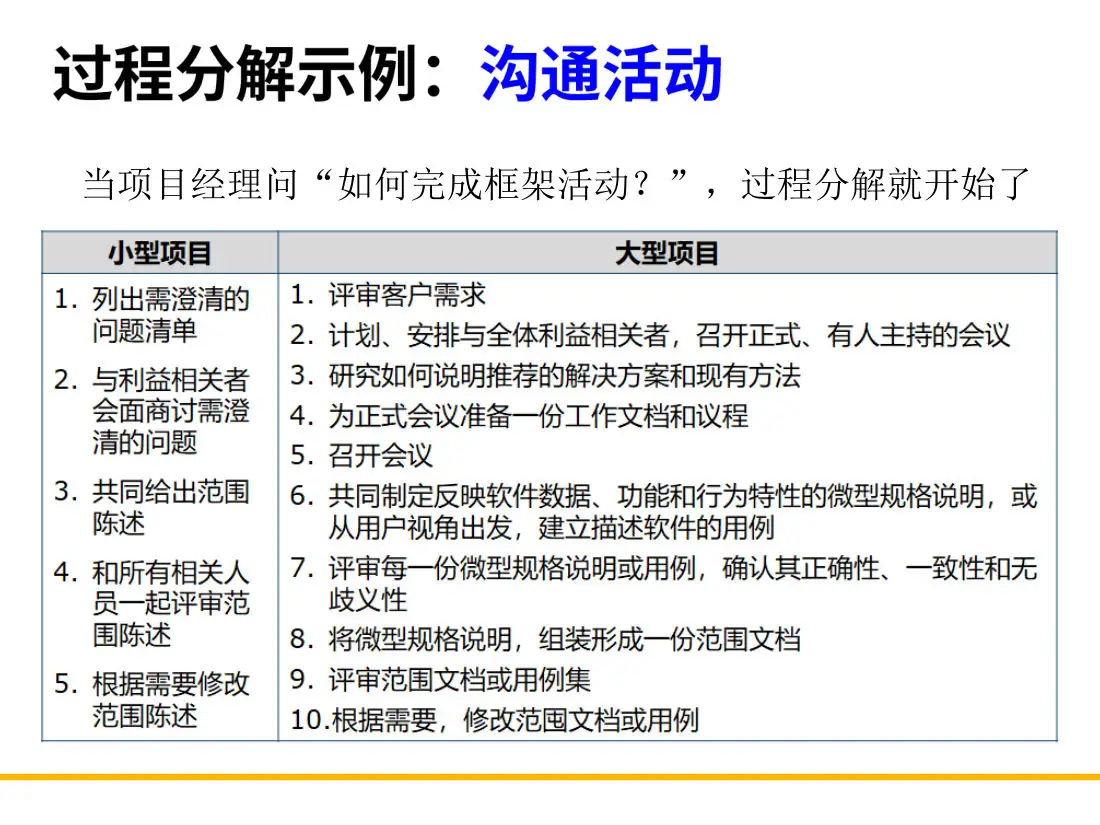 过程分解示例：沟通活动
当项目经理问“如何完成框架活动？”，过程分解就开始了
小型项目
1. 列出需澄清的
问题清单
2. 与利益相关者
会面商讨需澄
清的问题
3. 共同给出范围
陈述
4. 和所有相关人
员一起评审范
围陈述
5. 根据需要修改
范围陈述
大型项目
1. 评审客户需求
2. 计划、安排与全体利益相关者，召开正式、有人主持的会议
3. 研究如何说明推荐的解决方案和现有方法
4. 为正式会议准备一份工作文档和议程
5. 召开会议
6. 共同制定反映软件数据、功能和行为特性的微型规格说明，或
从用户视角出发，建立描述软件的用例
7. 评审每一份微型规格说明或用例，确认其正确性、一致性和无
歧义性
8. 将微型规格说明，组装形成一份范围文档
9. 评审范围文档或用例集
10.根据需要，修改范囤文档或用例